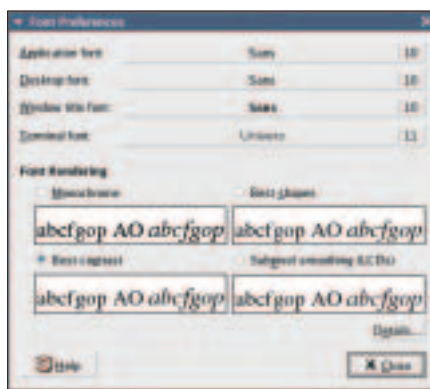 Font Preferences
Application font: Sans 10
Desktop font: Sans 10
Window title font: Sans 10
Terminal font: 11
Font Rendering
Monochrome Best shapes
abcfgop AO abcfgop abcfgop AO abcfgop
Best contrast Subpixel smoothing (LCDs)
abcfgop AO abcfgop abcfgop AO abcfgop
Details...
Help Close